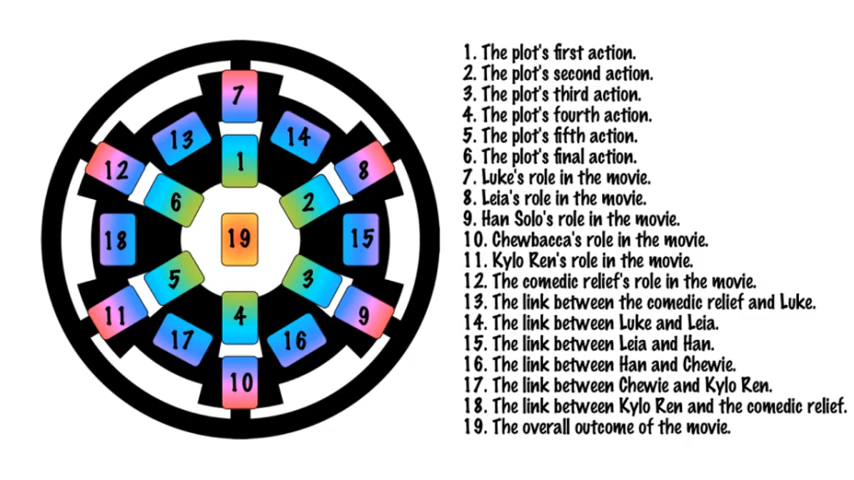 7
13
14
12
1
8
6
2
18
19
15
5
3
11
4
9
17
16
10
1. The plot's first action.
2. The plot's second action.
3. The plot's third action.
4. The plot's fourth action.
5. The plot's fifth action.
6. The plot's final action.
7. Luke's role in the movie.
8. Leia's role in the movie.
9. Han Solo's role in the movie.
10. Chewbacca's role in the movie.
11. Kylo Ren's role in the movie.
12. The comedic relief's role in the movie.
13. The link between the comedic relief and Luke.
14. The link between Luke and Leia.
15. The link between Leia and Han.
16. The link between Han and Chewie.
17. The link between Chewie and Kylo Ren.
18. The link between Kylo Ren and the comedic relief.
19. The overall outcome of the movie.